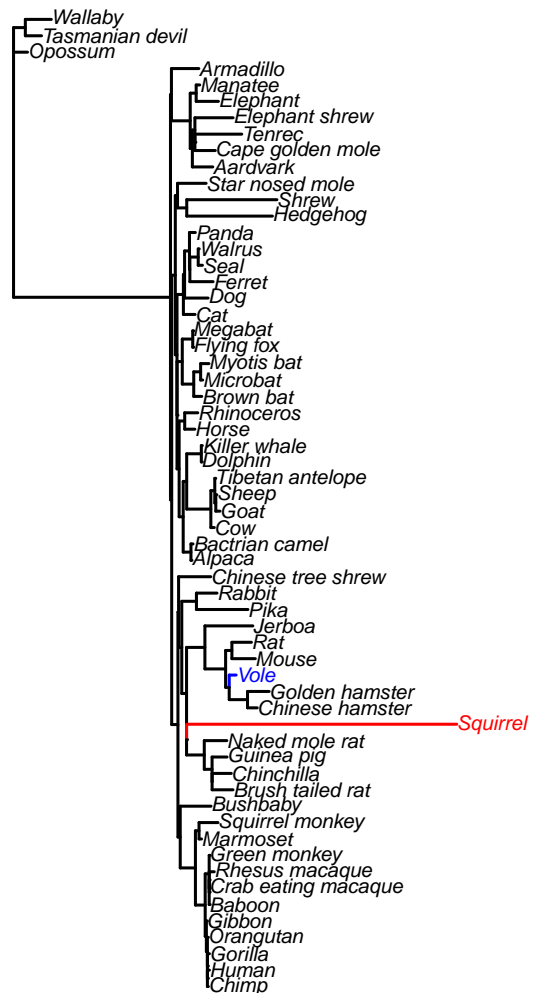 Wallaby
Tasmanian devil
Opossum
Armadillo
Manatee
Elephant
Elephant shrew
Tenrec
Cape golden mole
Aardvark
Star nosed mole
Shrew
Hedgehog
Panda
Walrus
Seal
Ferret
Dog
Cat
Megabat
Flying fox
Myotis bat
Microbat
Brown bat
Rhinoceros
Horse
Killer whale
Dolphin
Tibetan antelope
Sheep
Goat
Cow
Bactrian camel
Alpaca
Chinese tree shrew
Rabbit
Pika
Jerboa
Rat
Mouse
Vole
Golden hamster
Chinese hamster
Squirrel
Naked mole rat
Guinea pig
Chinchilla
Brush tailed rat
Bushbaby
Squirrel monkey
Marmoset
Green monkey
Rhesus macaque
Crab eating macaque
Baboon
Gibbon
Orangutan
Gorilla
Human
Chimp